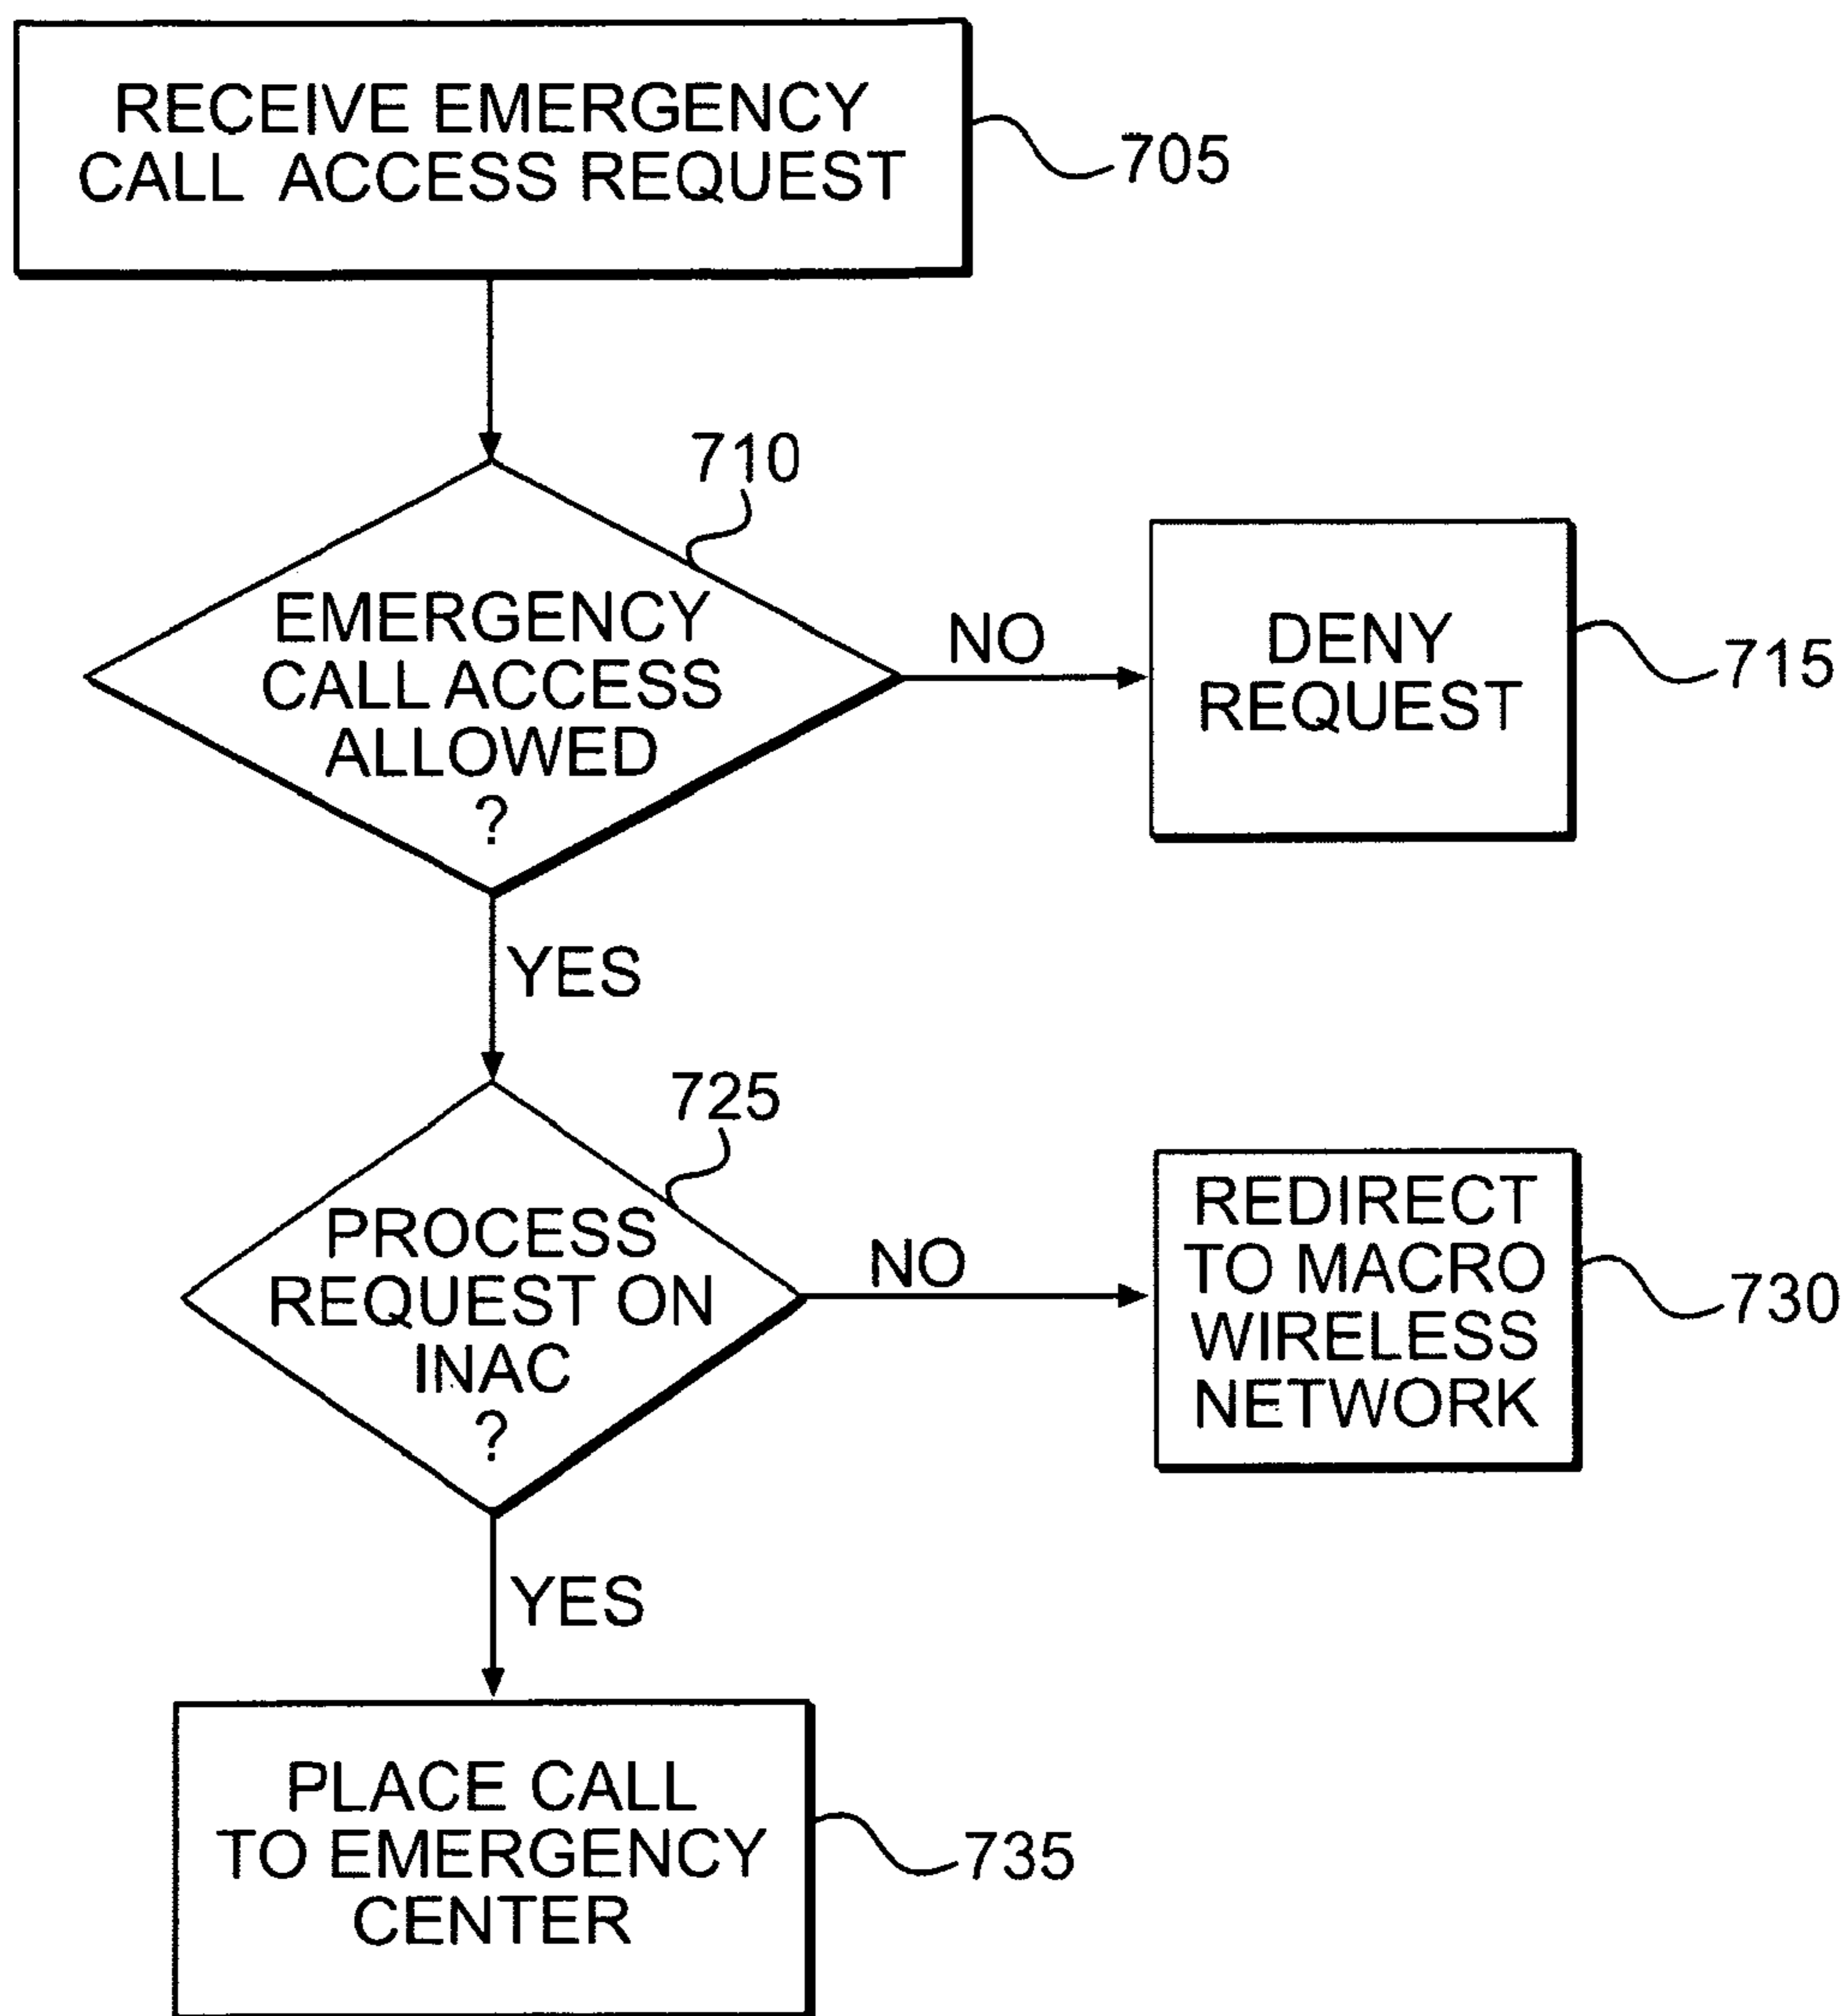 RECEIVE EMERGENCY
CALL ACCESS REQUEST
705
710
EMERGENCY
CALL ACCESS
ALLOWED
?
NO
DENY
REQUEST
715
YES
725
PROCESS
REQUEST ON
INAC
?
NO
REDIRECT
TO MACRO
WIRELESS
NETWORK
730
YES
PLACE CALL
TO EMERGENCY
CENTER
735